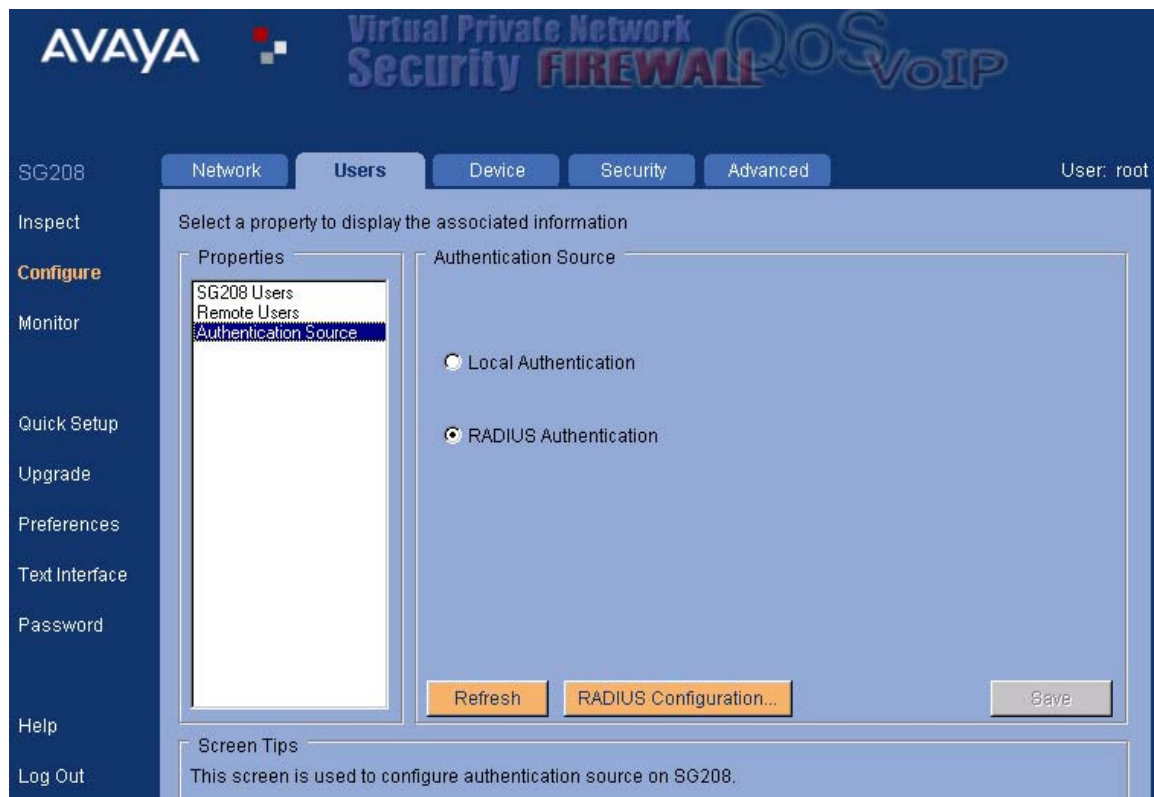 AVAYA
Virtual Private Network
Security FIREWALL QoS VoIP
SG208
Network Users Device Security Advanced
User: root
Inspect
Configure
Monitor
Quick Setup
Upgrade
Preferences
Text Interface
Password
Help
Log Out
Select a property to display the associated information
Properties
SG208 Users
Remote Users
Authentication Source
Authentication Source
Local Authentication
RADIUS Authentication
Refresh RADIUS Configuration... Save
Screen Tips
This screen is used to configure authentication source on SG208.